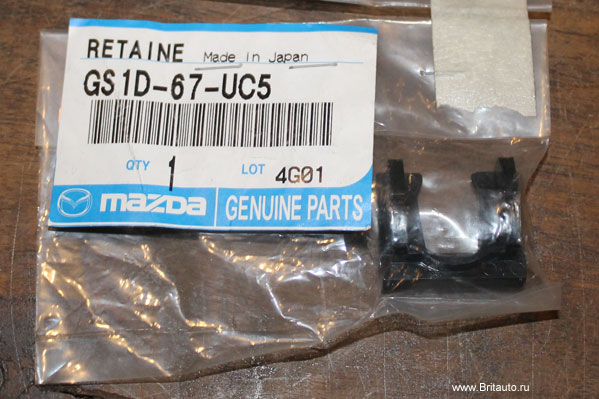 RETAINE Made in Japan
GS1D-67-UC5
QTY 1 LOT 4G01
mazda GENUINE PARTS
www.Britauto.ru